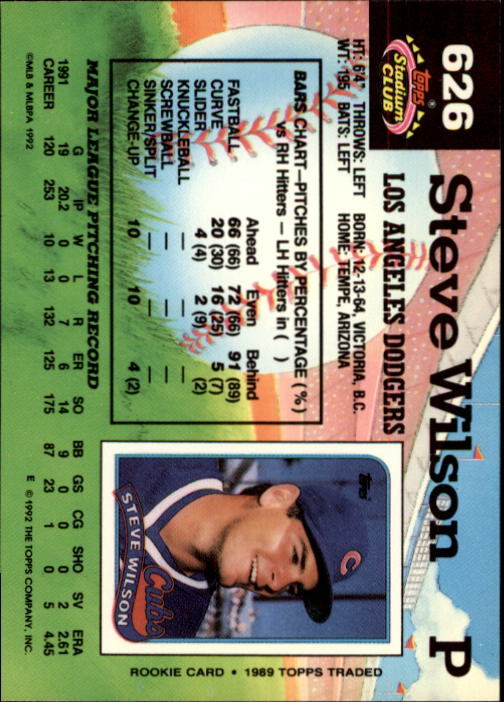 626
Topps
Stadium
CLUB
Steve Wilson P
LOS ANGELES DODGERS
HT: 6'4 THROWS: LEFT BORN: 12-13-64, VICTORIA, B.C.
WT: 195 BATS: LEFT HOME: TEMPE, ARIZONA
BARS CHART—PITCHES BY PERCENTAGE (%)
vs RH Hitters — LH Hitters in ( )
Ahead Even Behind
FASTBALL 66 (66) 72 (66) 91 (89)
CURVE 20 (30) 16 (25) 5 (7)
SLIDER 4 (4) 2 (9) (2)
KNUCKLEBALL — — —
SCREWBALL — — —
SINKER/SPLIT — — —
CHANGE-UP 10 10 4 (2)
Topps
Cubs
STEVE WILSON
ROOKIE CARD • 1989 TOPPS TRADED
MAJOR LEAGUE PITCHING RECORD
G IP W L R ER SO BB GS CG SHO SV ERA
1991 19 20.2 0 0 7 6 14 9 0 0 0 2 2.61
CAREER 120 253 10 13 132 125 175 87 23 1 0 5 4.45
©MLB & MLBPA 1992
E © 1992 THE TOPPS COMPANY, INC.